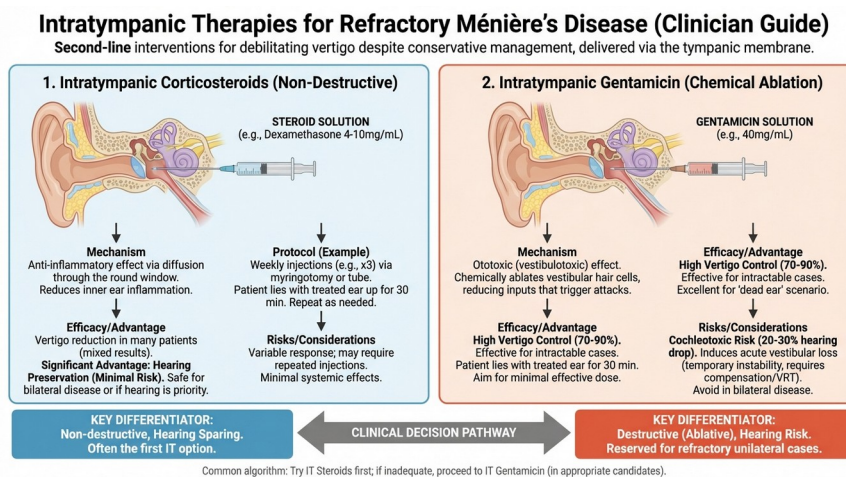 Intratympanic Therapies for Refractory Ménière's Disease (Clinician Guide)
Second-line interventions for debilitating vertigo despite conservative management, delivered via the tympanic membrane.
1. Intratympanic Corticosteroids (Non-Destructive)
STEROID SOLUTION
(e.g., Dexamethasone 4-10mg/mL)
Mechanism
Anti-inflammatory effect via diffusion
through the round window.
Reduces inner ear inflammation.
Efficacy/Advantage
Vertigo reduction in many patients
(mixed results).
Significant Advantage: Hearing
Preservation (Minimal Risk). Safe for
bilateral disease or if hearing is priority.
Protocol (Example)
Weekly injections (e.g., x3) via
myringotomy or tube.
Patient lies with treated ear up for 30
min. Repeat as needed.
Risks/Considerations
Variable response; may require
repeated injections.
Minimal systemic effects.
2. Intratympanic Gentamicin (Chemical Ablation)
GENTAMICIN SOLUTION
(e.g., 40mg/mL)
Mechanism
Ototoxic (vestibulotoxic) effect.
Chemically ablates vestibular hair cells,
reducing inputs that trigger attacks.
Efficacy/Advantage
High Vertigo Control (70-90%).
Effective for intractable cases.
Patient lies with treated ear for 30 min.
Aim for minimal effective dose.
Efficacy/Advantage
High Vertigo Control (70-90%).
Effective for intractable cases.
Excellent for 'dead ear' scenario.
Risks/Considerations
Cochleotoxic Risk (20-30% hearing
drop). Induces acute vestibular loss
(temporary instability, requires
compensation/VRT).
Avoid in bilateral disease.
KEY DIFFERENTIATOR:
Non-destructive, Hearing Sparing.
Often the first IT option.
CLINICAL DECISION PATHWAY
KEY DIFFERENTIATOR:
Destructive (Ablative), Hearing Risk.
Reserved for refractory unilateral cases.
Common algorithm: Try IT Steroids first; if inadequate, proceed to IT Gentamicin (in appropriate candidates).